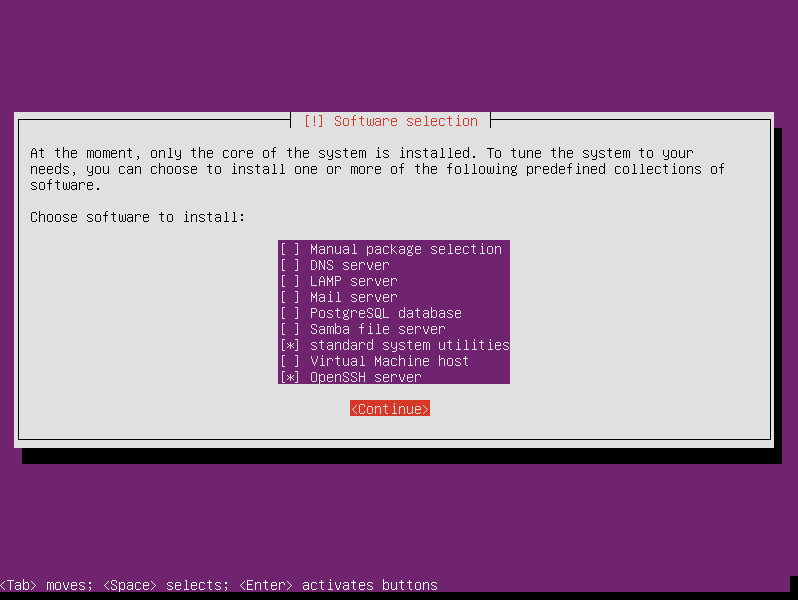 [!] Software selection
At the moment, only the core of the system is installed. To tune the system to your
needs, you can choose to install one or more of the following predefined collections of
software.
Choose software to install:
[ ] Manual package selection
[ ] DNS server
[ ] LAMP server
[ ] Mail server
[ ] PostgreSQL database
[ ] Samba file server
[*] standard system utilities
[ ] Virtual Machine host
[*] OpenSSH server
<Continue>
<Tab> moves; <Space> selects; <Enter> activates buttons